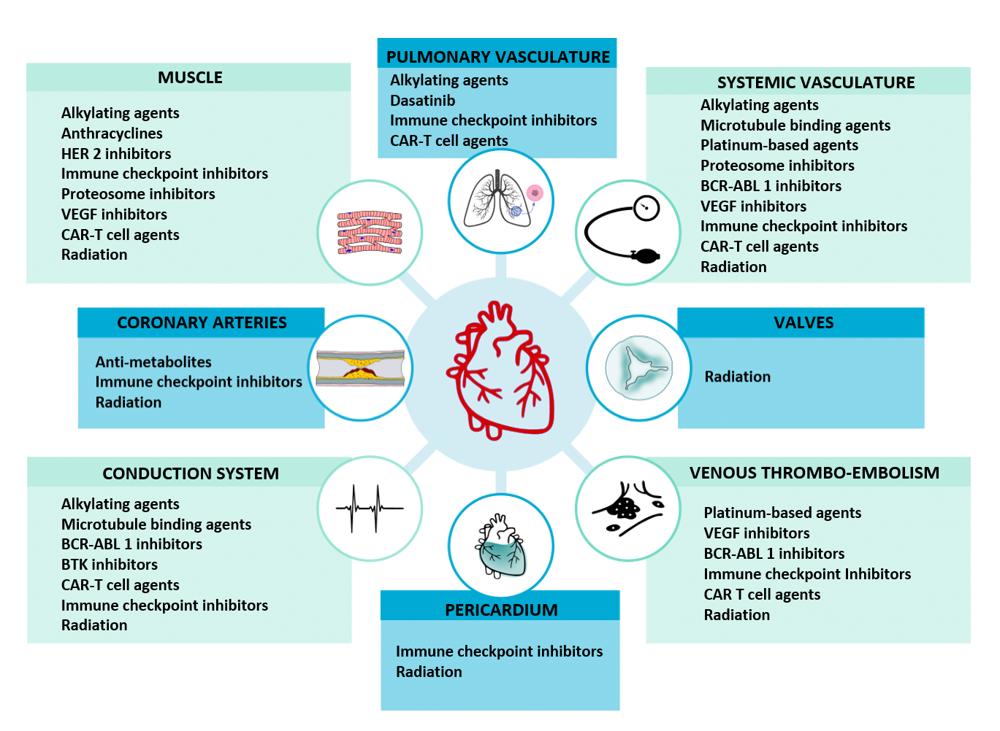 PULMONARY VASCULATURE
Alkylating agents
Dasatinib
Immune checkpoint inhibitors
CAR-T cell agents
MUSCLE
Alkylating agents
Anthracyclines
HER 2 inhibitors
Immune checkpoint inhibitors
Proteosome inhibitors
VEGF inhibitors
CAR-T cell agents
Radiation
SYSTEMIC VASCULATURE
Alkylating agents
Microtubule binding agents
Platinum-based agents
Proteosome inhibitors
BCR-ABL 1 inhibitors
VEGF inhibitors
Immune checkpoint inhibitors
CAR-T cell agents
Radiation
CORONARY ARTERIES
Anti-metabolites
Immune checkpoint inhibitors
Radiation
VALVES
Radiation
CONDUCTION SYSTEM
Alkylating agents
Microtubule binding agents
BCR-ABL 1 inhibitors
BTK inhibitors
CAR-T cell agents
Immune checkpoint inhibitors
Radiation
VENOUS THROMBO-EMBOLISM
Platinum-based agents
VEGF inhibitors
BCR-ABL 1 inhibitors
Immune checkpoint Inhibitors
CAR T cell agents
Radiation
PERICARDIUM
Immune checkpoint inhibitors
Radiation